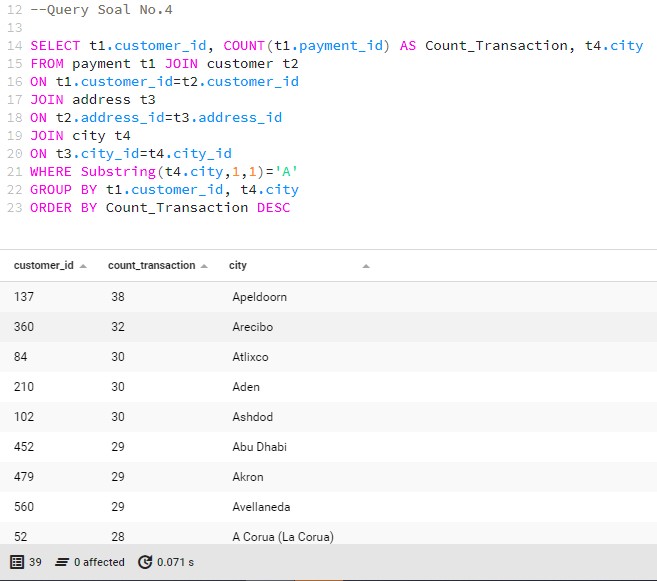 12 --Query Soal No.4
13
14 SELECT t1.customer_id, COUNT(t1.payment_id) AS Count_Transaction, t4.city
15 FROM payment t1 JOIN customer t2
16 ON t1.customer_id=t2.customer_id
17 JOIN address t3
18 ON t2.address_id=t3.address_id
19 JOIN city t4
20 ON t3.city_id=t4.city_id
21 WHERE Substring(t4.city,1,1)='A'
22 GROUP BY t1.customer_id, t4.city
23 ORDER BY Count_Transaction DESC
customer_id count_transaction city
137 38 Apeldoorn
360 32 Arecibo
84 30 Atlixco
210 30 Aden
102 30 Ashdod
452 29 Abu Dhabi
479 29 Akron
560 29 Avellaneda
52 28 A Corua (La Corua)
39 0 affected 0.071 s